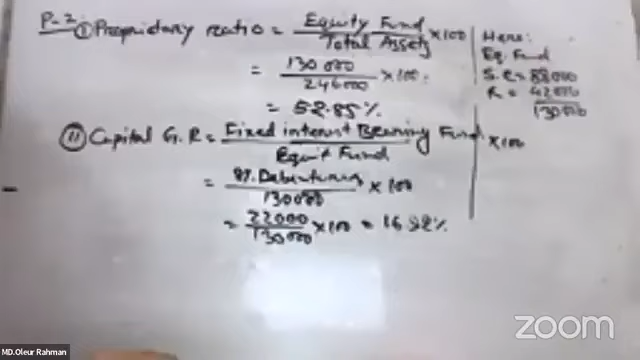 P-2
① Proprietary ratio = Equity Fund / Total Assets × 100
= 130000 / 246000 × 100
= 52.85%
Here:
Eq. Fund
S.C = 88000
R = 42000
130000
② Capital G.R = Fixed interest Bearing Fund / Equit Fund × 100
= 8% Debentures / 130000 × 100
= 22000 / 130000 × 100 = 16.92%
zoom
MD.Oleur Rahman